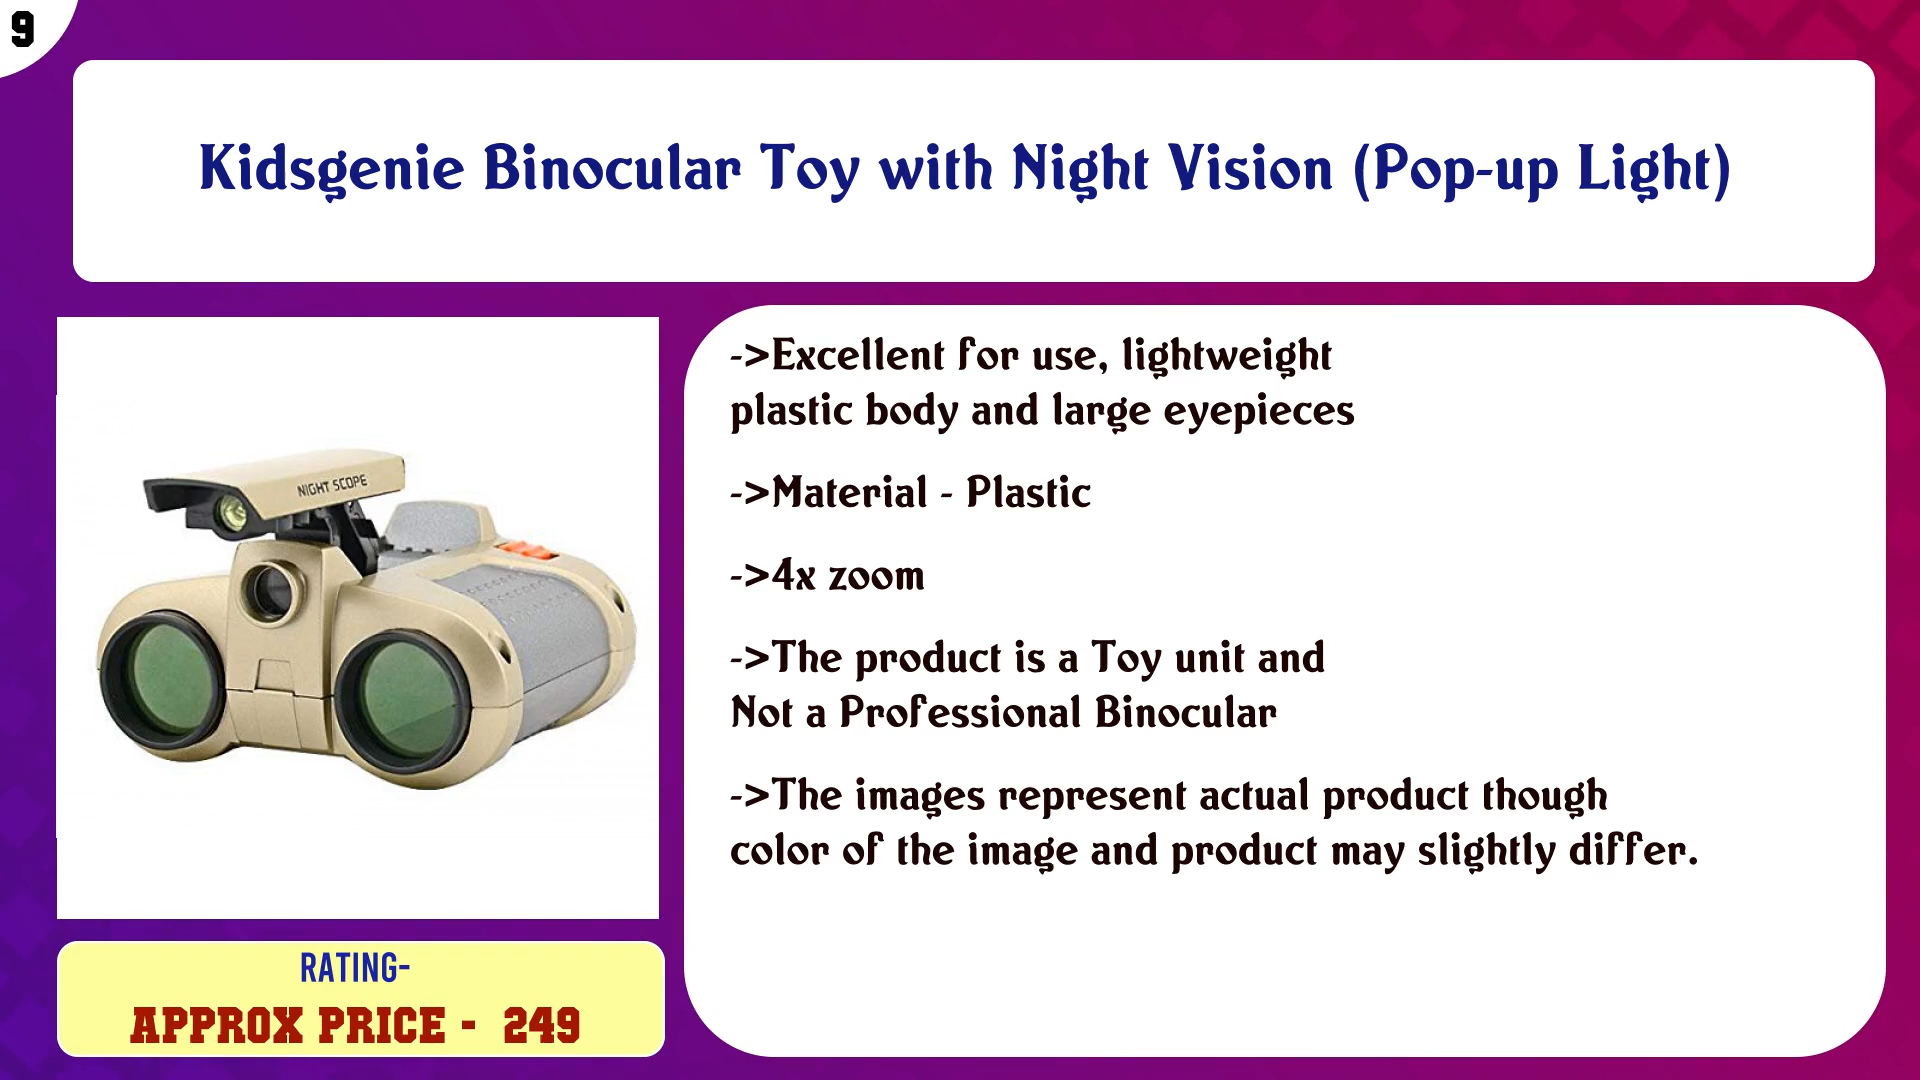 9
Kidsgenie Binocular Toy with Night Vision (Pop-up Light)
NIGHT SCOPE
->Excellent for use, lightweight
plastic body and large eyepieces
->Material - Plastic
->4x zoom
->The product is a Toy unit and
Not a Professional Binocular
->The images represent actual product though
color of the image and product may slightly differ.
RATING-
APPROX PRICE - 249